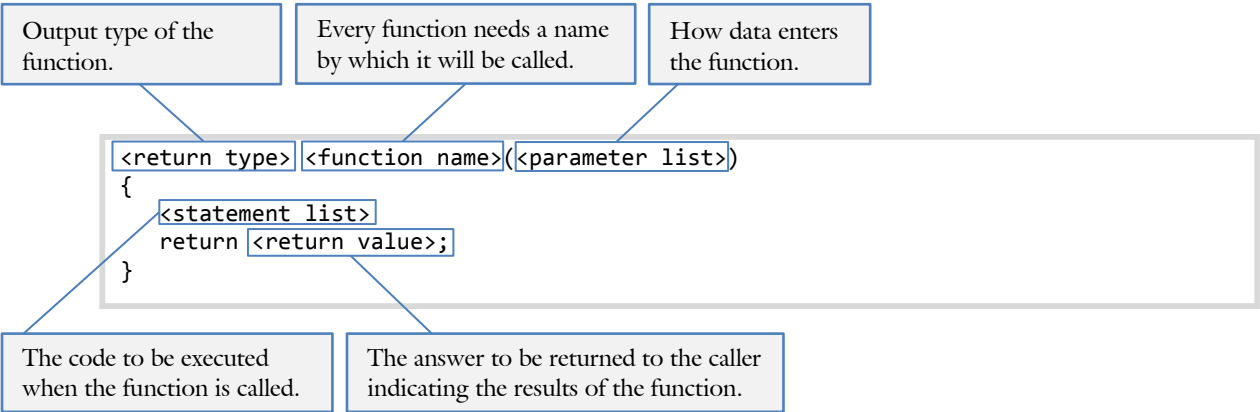 Output type of the
function.
Every function needs a name
by which it will be called.
How data enters
the function.
<return type> <function name>(<parameter list>)
{
<statement list>
return <return value>;
}
The code to be executed
when the function is called.
The answer to be returned to the caller
indicating the results of the function.